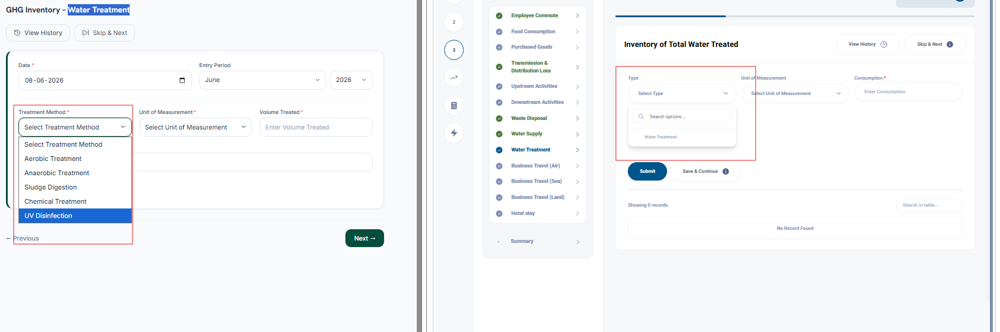 GHG Inventory - Water Treatment
View History
Skip & Next
Date *
Entry Period
08-06-2026
June
2026
Treatment Method *
Unit of Measurement *
Volume Treated *
Select Treatment Method
Select Unit of Measurement
Enter Volume Treated
Select Treatment Method
Aerobic Treatment
Anaerobic Treatment
Sludge Digestion
Chemical Treatment
UV Disinfection
← Previous
Next →
2
3
Employee Commute
Food Consumption
Purchased Goods
Transmission &
Distribution Loss
Upstream Activities
Downstream Activities
Waste Disposal
Water Supply
Water Treatment
Business Travel (Air)
Business Travel (Sea)
Business Travel (Land)
Hotel stay
Summary
Inventory of Total Water Treated
View History
Skip & Next
Type
Unit of Measurement
Consumption *
Select Type
Select Unit of Measurement
Enter Consumption
Search options...
Water Treatment
Submit
Save & Continue
Showing 0 records
Search in table...
No Record Found